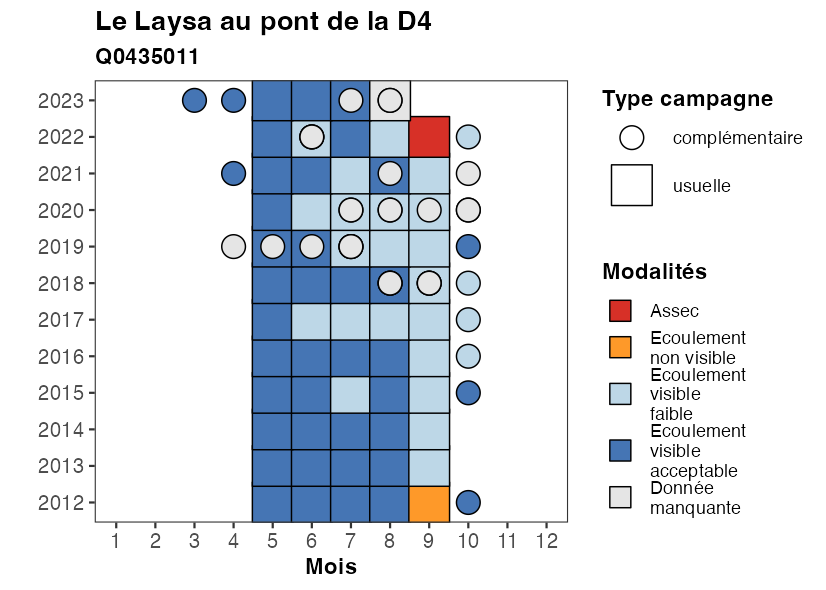 Le Laysa au pont de la D4
Q0435011
2023
2022
2021
2020
2019
2018
2017
2016
2015
2014
2013
2012
1 2 3 4 5 6 7 8 9 10 11 12
Mois
Type campagne
complémentaire
usuelle
Modalités
Assec
Ecoulement
non visible
Ecoulement
visible
faible
Ecoulement
visible
acceptable
Donnée
manquante